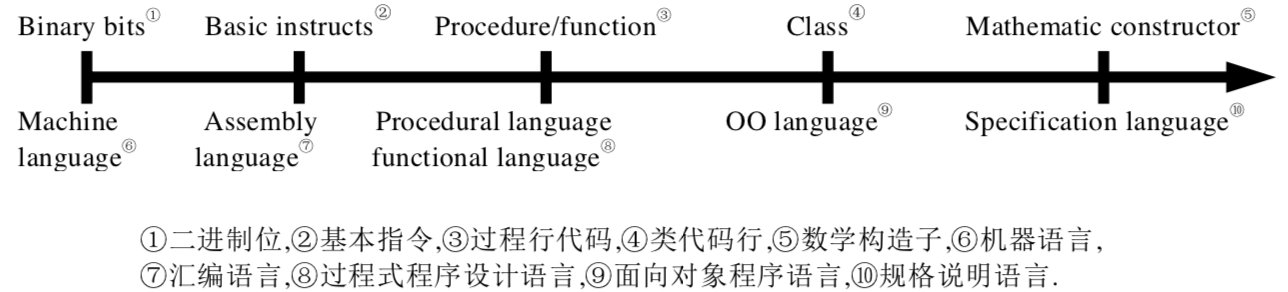 Binary bits① Basic instructs② Procedure/function③ Class④ Mathematic constructor⑤
Machine Assembly Procedural language OO language⑨ Specification language⑩
language⑥ language⑦ functional language⑧
①二进制位,②基本指令,③过程行代码,④类代码行,⑤数学构造子,⑥机器语言,
⑦汇编语言,⑧过程式程序设计语言,⑨面向对象程序语言,⑩规格说明语言.